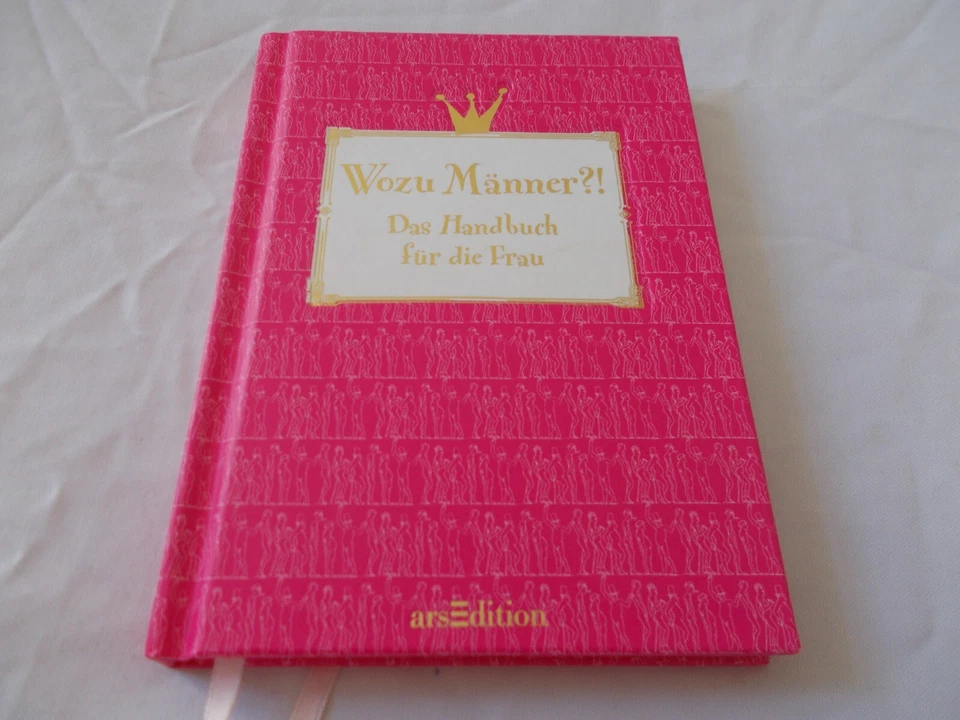 Wozu Männer?!
Das Handbuch
für die Frau
arsEdition